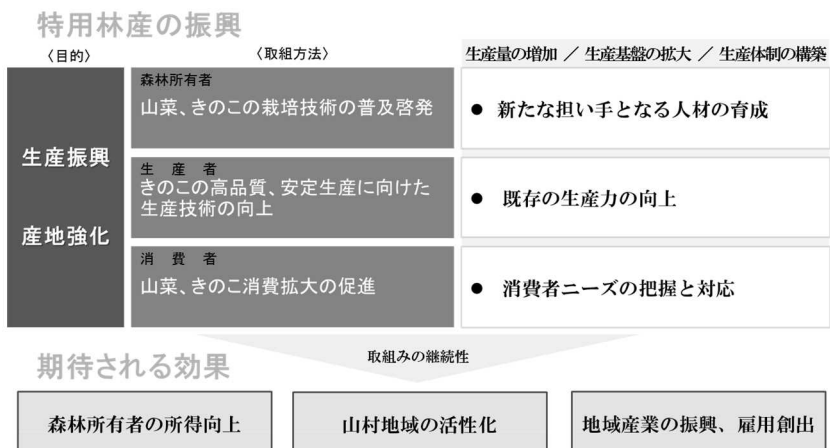 特用林産の振興
〈目的〉
〈取組方法〉
生産量の増加 ／ 生産基盤の拡大 ／ 生産体制の構築
生産振興
産地強化
森林所有者
山菜、きのこの栽培技術の普及啓発
● 新たな担い手となる人材の育成
生 産 者
きのこの高品質、安定生産に向けた
生産技術の向上
● 既存の生産力の向上
消 費 者
山菜、きのこ消費拡大の促進
● 消費者ニーズの把握と対応
取組みの継続性
期待される効果
森林所有者の所得向上
山村地域の活性化
地域産業の振興、雇用創出